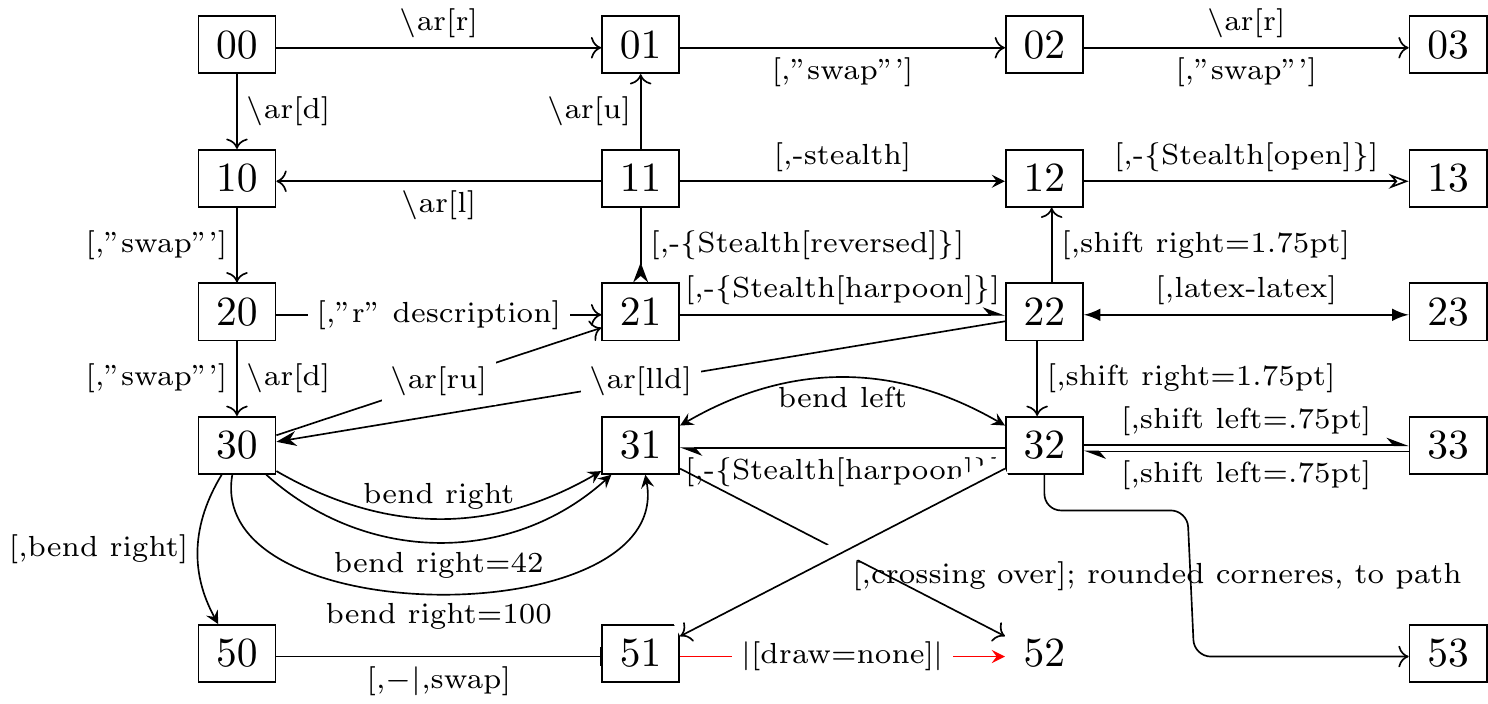 00 \ar[r] 01 02 \ar[r] 03
[,"swap"'] [,"swap"']
\ar[d] \ar[u]
10 11 [,-stealth] 12 [,-{Stealth[open]}] 13
\ar[l]
[,"swap"'] [,-{Stealth[reversed]}] [,shift right=1.75pt]
20 [,"r" description] 21 [,-{Stealth[harpoon]}] 22 [,latex-latex] 23
[,"swap"'] \ar[d] \ar[ru] \ar[lld] [,shift right=1.75pt]
bend left [,shift left=.75pt]
30 31 32 33
[,-{Stealth[harpoon]}] [,shift left=.75pt]
bend right
[,bend right] bend right=42
[,crossing over]; rounded corneres, to path
bend right=100
50 51 |[draw=none]| 52 53
[,−|,swap]